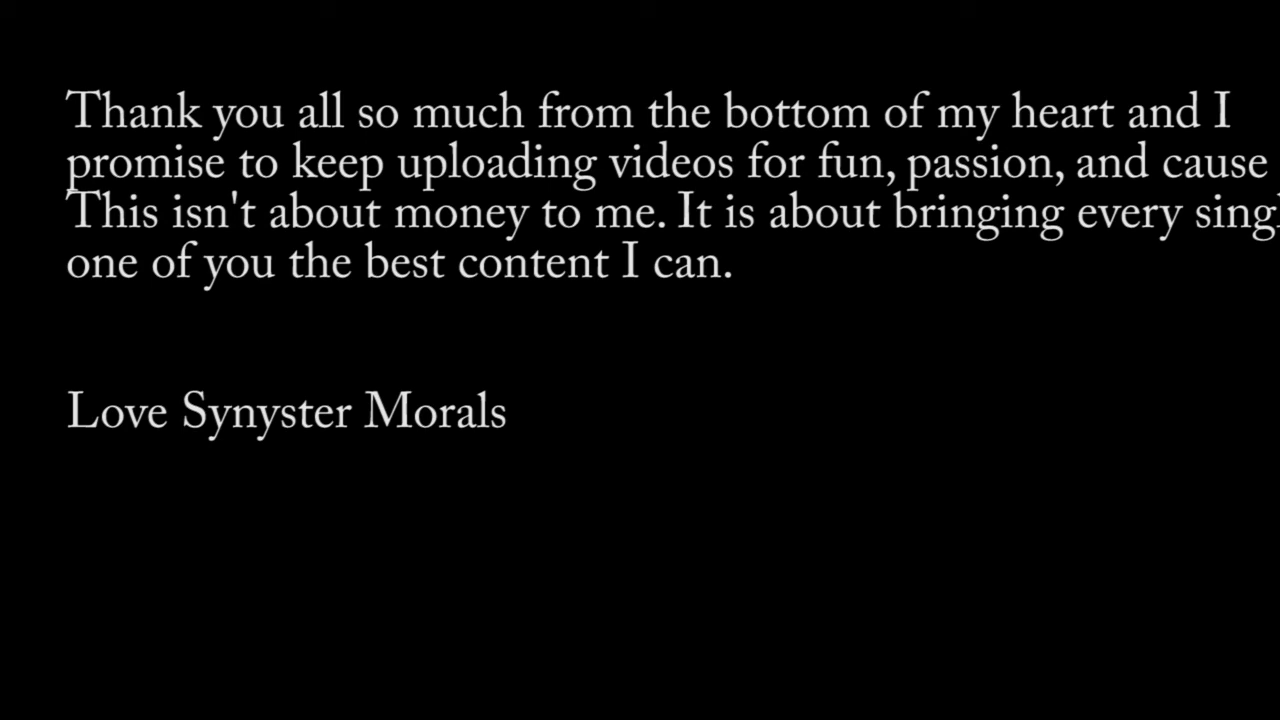 Thank you all so much from the bottom of my heart and I
promise to keep uploading videos for fun, passion, and cause
This isn't about money to me. It is about bringing every
one of you the best content I can.
Love Synyster Morals